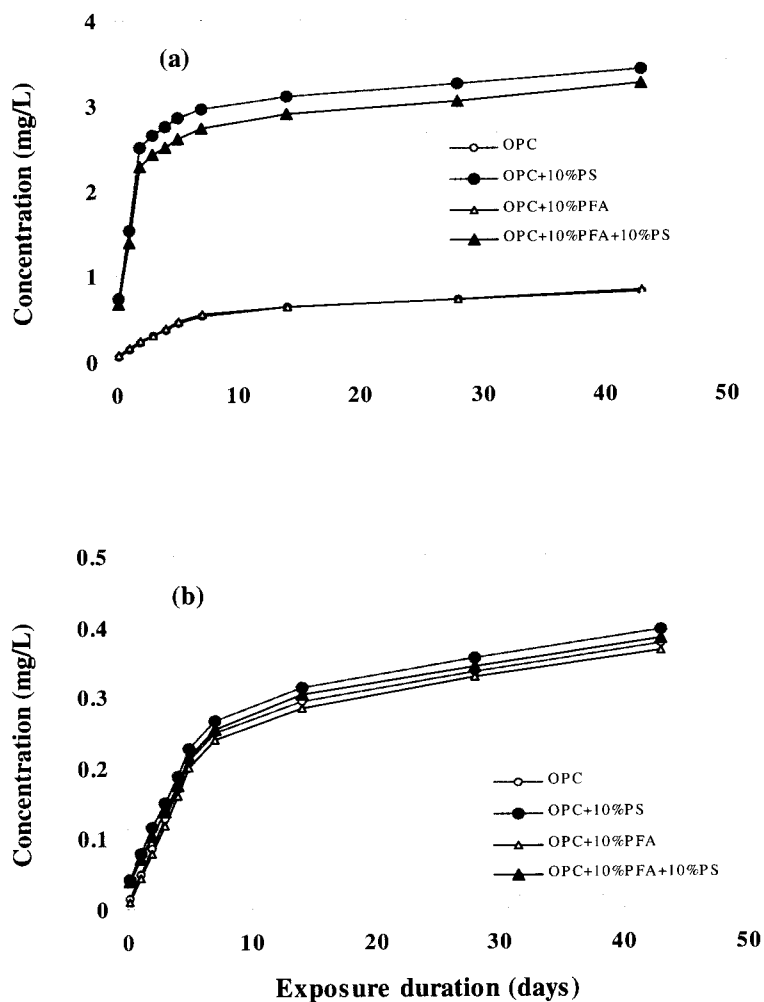 4
(a)
3
2
1
0
Concentration (mg/L)
OPC
OPC+10%PS
OPC+10%PFA
OPC+10%PFA+10%PS
0 10 20 30 40 50
0.5
(b)
0.4
0.3
0.2
0.1
0
Concentration (mg/L)
OPC
OPC+10%PS
OPC+10%PFA
OPC+10%PFA+10%PS
0 10 20 30 40 50
Exposure duration (days)